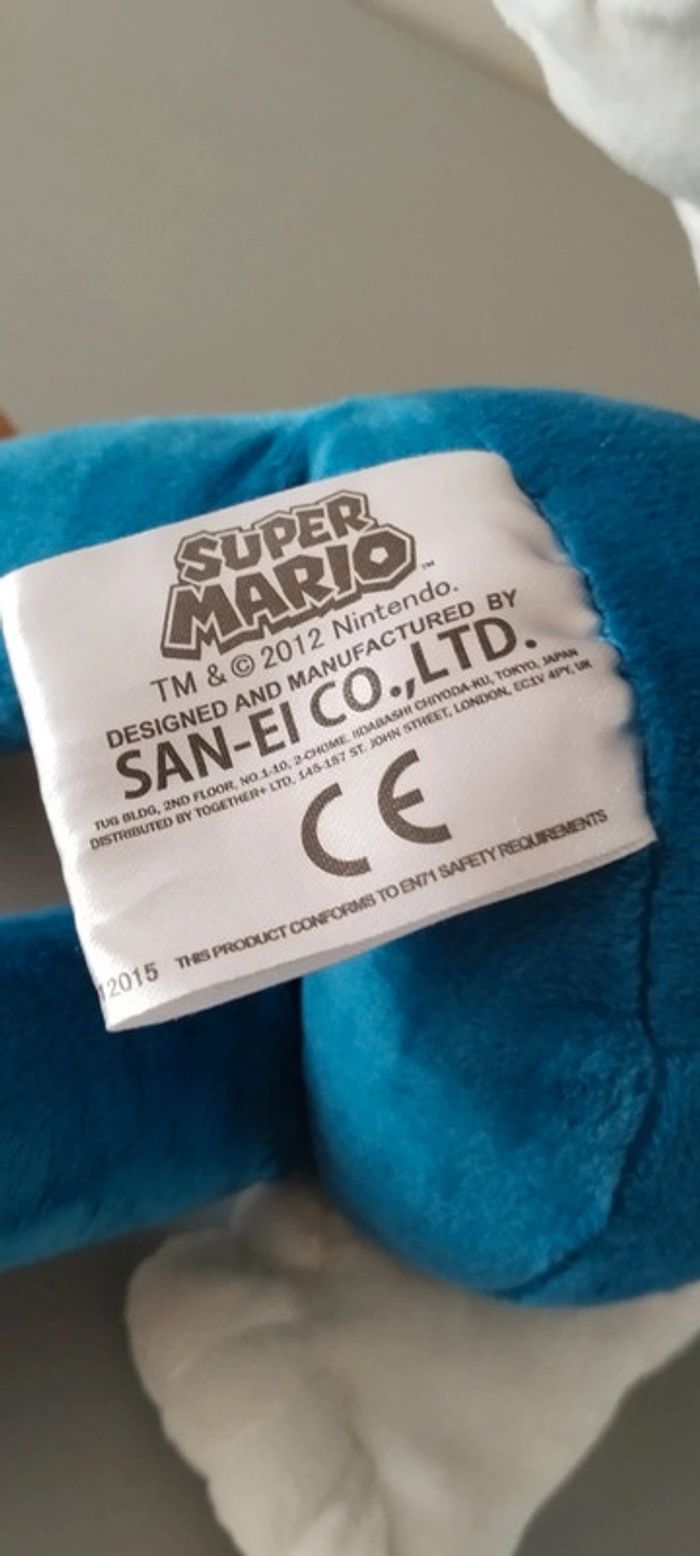 SUPER
MARIO™
TM & © 2012 Nintendo.
DESIGNED AND MANUFACTURED BY
SAN-EI CO.,LTD.
TUG BLDG, 2ND FLOOR, NO.1-10, 2-CHOME IIDABASHI CHIYODA-KU, TOKYO, JAPAN
DISTRIBUTED BY TOGETHER+ LTD, 145-157 ST. JOHN STREET, LONDON, EC1V 4PY, UK
CE
12015 THIS PRODUCT CONFORMS TO EN71 SAFETY REQUIREMENTS